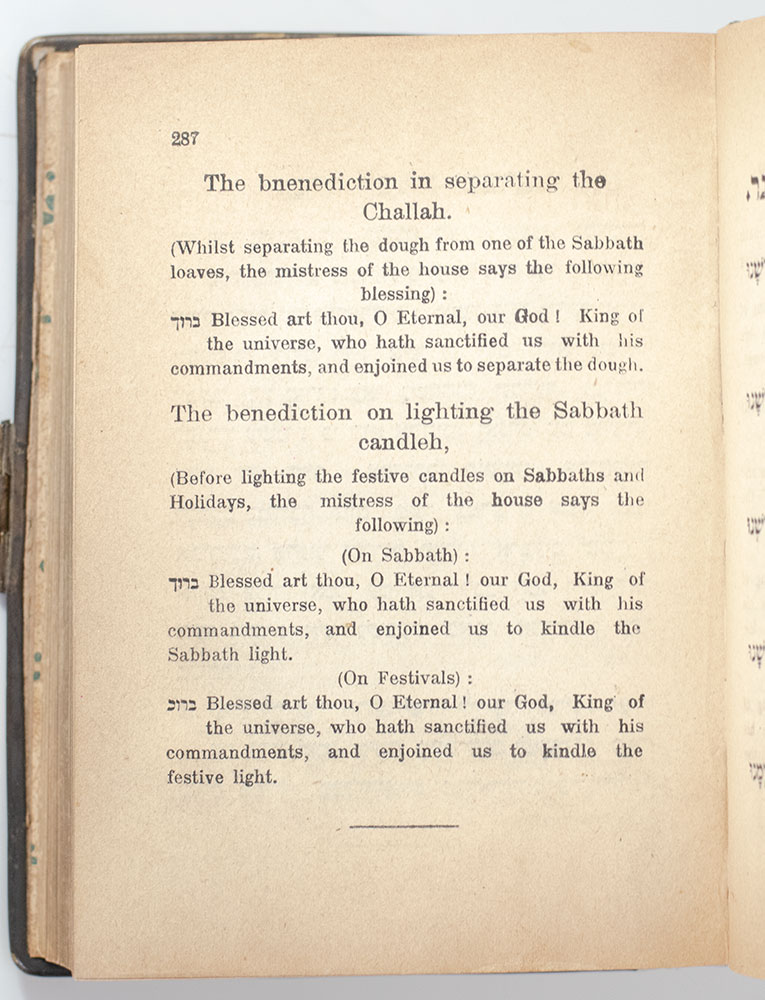 287
The bnenediction in separating the
Challah.
(Whilst separating the dough from one of the Sabbath
loaves, the mistress of the house says the following
blessing) :
ברוך Blessed art thou, O Eternal, our God ! King of
the universe, who hath sanctified us with his
commandments, and enjoined us to separate the dough.
The benediction on lighting the Sabbath
candleh,
(Before lighting the festive candles on Sabbaths and
Holidays, the mistress of the house says the
following) :
(On Sabbath) :
ברוך Blessed art thou, O Eternal ! our God, King of
the universe, who hath sanctified us with his
commandments, and enjoined us to kindle the
Sabbath light.
(On Festivals) :
ברוכ Blessed art thou, O Eternal! our God, King of
the universe, who hath sanctified us with his
commandments, and enjoined us to kindle the
festive light.